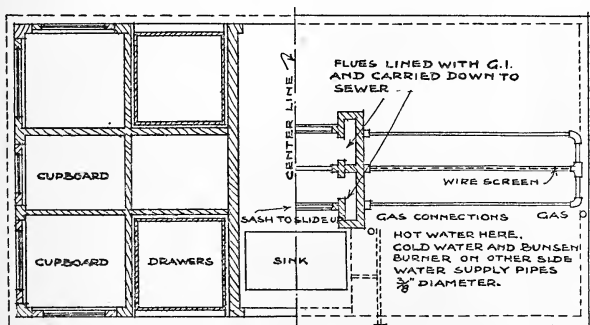 CENTER LINE
FLUES LINED WITH G.I.
AND CARRIED DOWN TO
SEWER
CUPBOARD
WIRE SCREEN
SASH TO SLIDE U
GAS CONNECTIONS
GAS
CUPBOARD
DRAWERS
SINK
HOT WATER HERE.
COLD WATER AND BUNSEN
BURNER ON OTHER SIDE
WATER SUPPLY PIPES
3/8" DIAMETER.